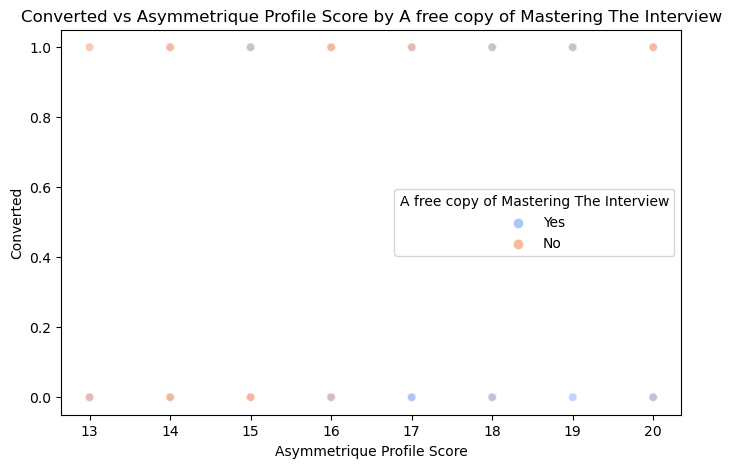 Converted vs Asymmetrique Profile Score by A free copy of Mastering The Interview
1.0
0.8
0.6
0.4
0.2
0.0
Converted
A free copy of Mastering The Interview
Yes
No
13 14 15 16 17 18 19 20
Asymmetrique Profile Score